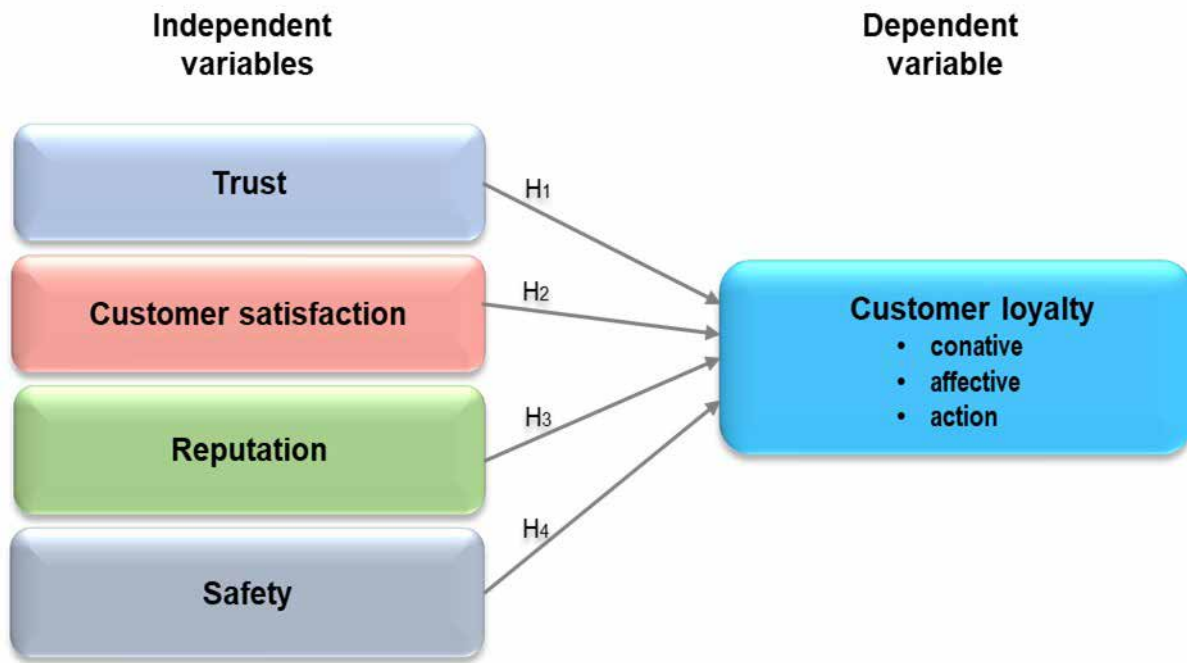 Independent
variables
Dependent
variable
Trust
H1
Customer satisfaction
H2
Reputation
H3
Safety
H4
Customer loyalty
• conative
• affective
• action